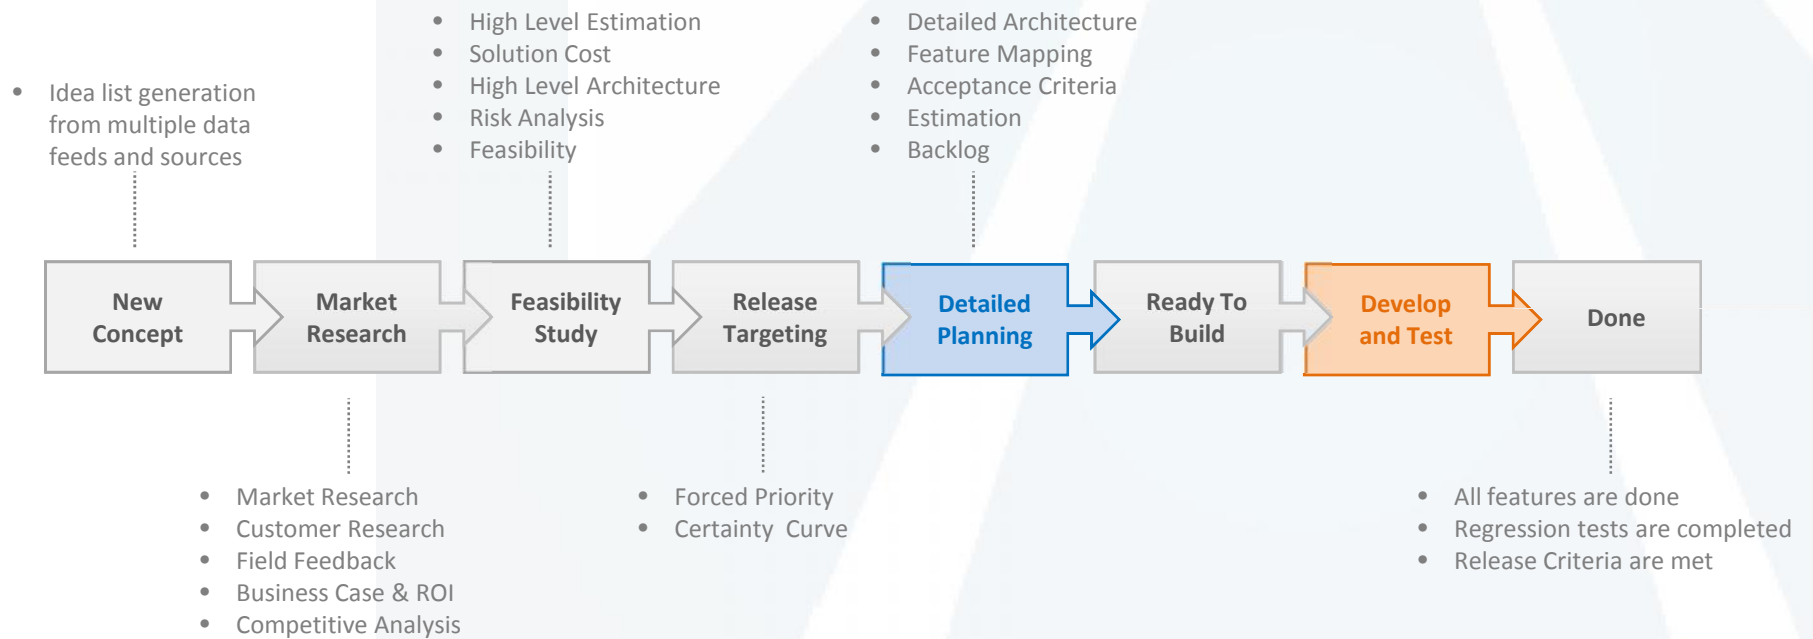 • High Level Estimation
• Solution Cost
• High Level Architecture
• Risk Analysis
• Feasibility
• Detailed Architecture
• Feature Mapping
• Acceptance Criteria
• Estimation
• Backlog
• Idea list generation
from multiple data
feeds and sources
New
Concept
Market
Research
Feasibility
Study
Release
Targeting
Detailed
Planning
Ready To
Build
Develop
and Test
Done
• Market Research
• Customer Research
• Field Feedback
• Business Case & ROI
• Competitive Analysis
• Forced Priority
• Certainty Curve
• All features are done
• Regression tests are completed
• Release Criteria are met